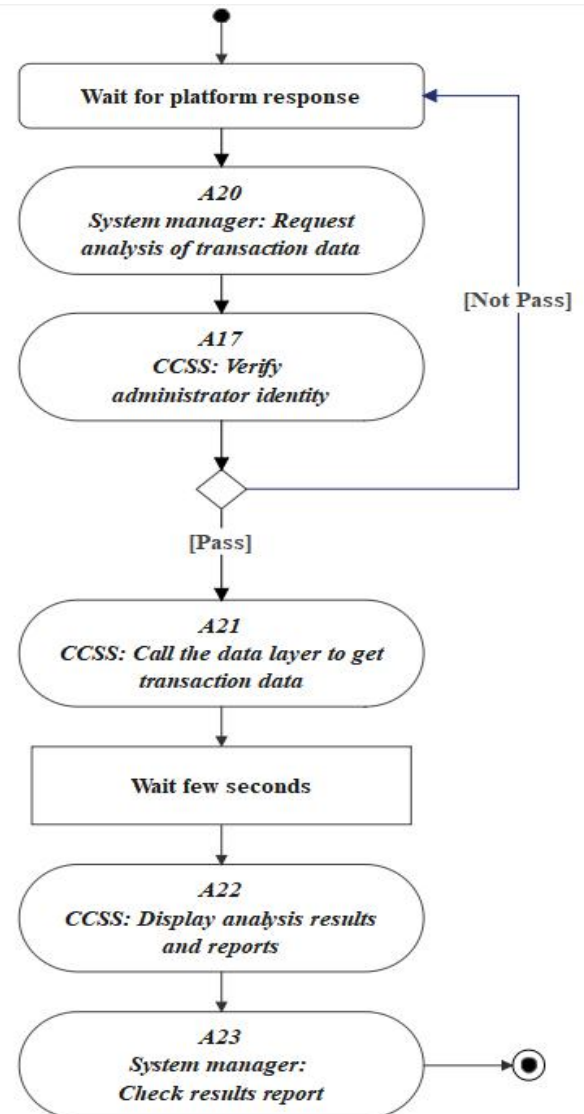 Wait for platform response
A20
System manager: Request
analysis of transaction data
[Not Pass]
A17
CCSS: Verify
administrator identity
[Pass]
A21
CCSS: Call the data layer to get
transaction data
Wait few seconds
A22
CCSS: Display analysis results
and reports
A23
System manager:
Check results report